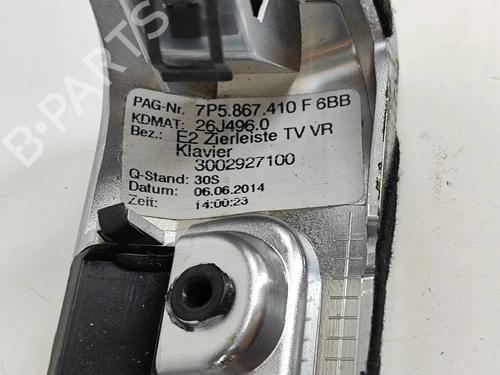 PAG-Nr. 7P5.867.410 F 6BB
KDMAT: 26J496.0
Bez.: E2 Zierleiste TV VR
Klavier
3002927100
Q-Stand: 30S
Datum: 06.06.2014
Zeit: 14:00:23
B-PARTS